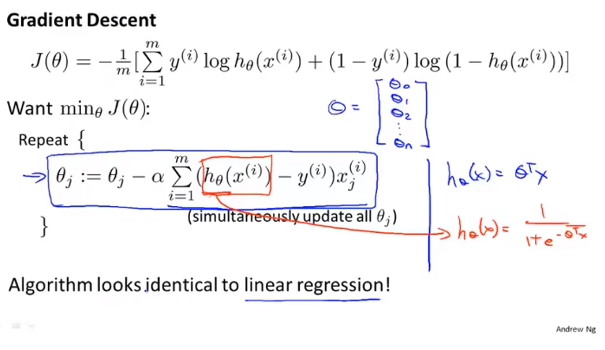 Gradient Descent
J(θ) = −1/m [∑_{i=1}^{m} y^{(i)} log h_θ(x^{(i)}) + (1 − y^{(i)}) log (1 − h_θ(x^{(i)}))]
Want min_θ J(θ):
Θ = [θ₀ θ₁ θ₂ ⋮ θₙ]
Repeat {
→ θ_j := θ_j − α ∑_{i=1}^{m} (h_θ(x^{(i)}) − y^{(i)}) x_j^{(i)}
h_θ(x) = θᵀx
(simultaneously update all θ_j)
h_θ(x) = 1 / (1 + e^{−θᵀx})
}
Algorithm looks identical to linear regression!
Andrew Ng